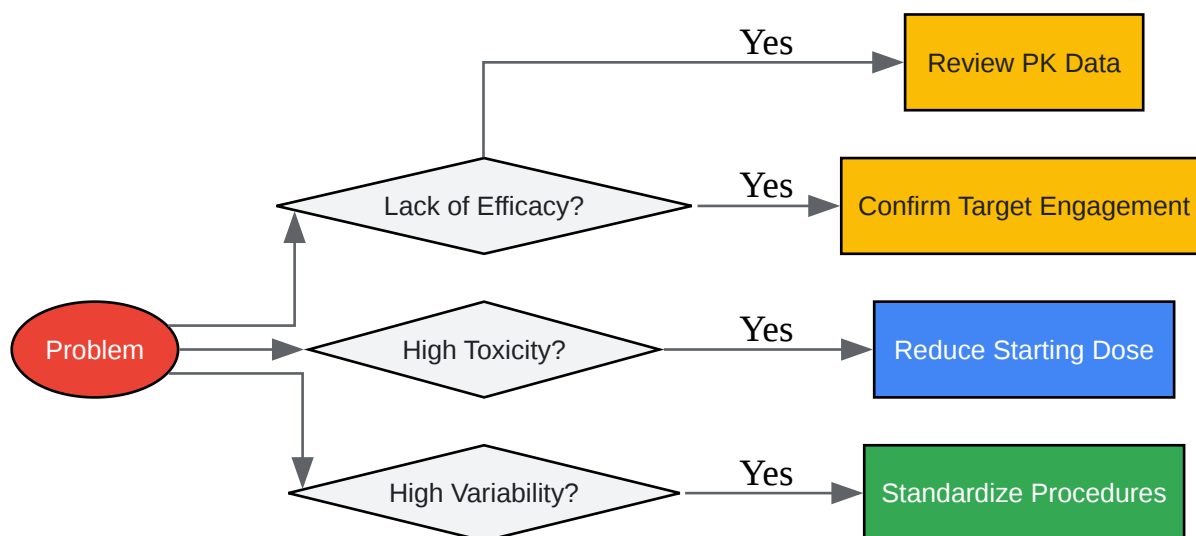 Yes
Review PK Data
Lack of Efficacy?
Yes
Confirm Target Engagement
Problem
High Toxicity?
Yes
Reduce Starting Dose
High Variability?
Yes
Standardize Procedures